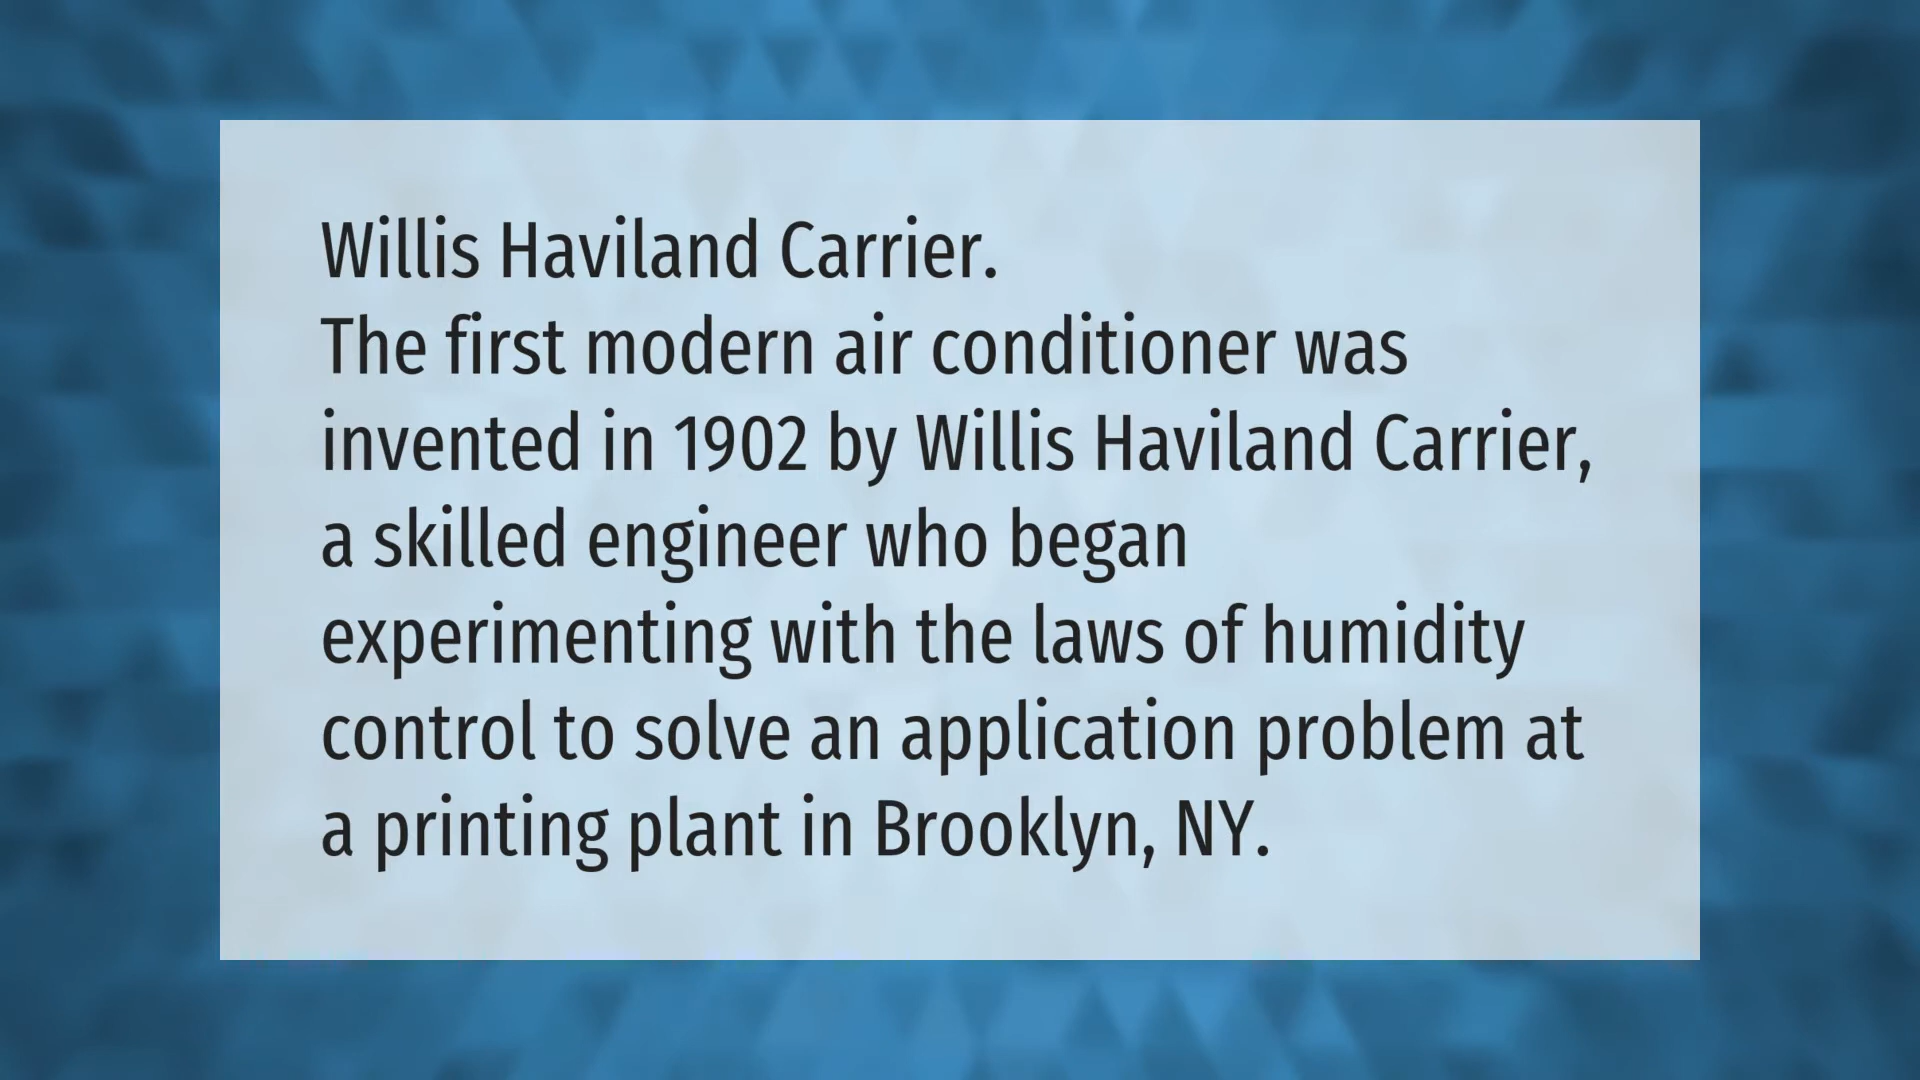 Willis Haviland Carrier.
The first modern air conditioner was
invented in 1902 by Willis Haviland Carrier,
a skilled engineer who began
experimenting with the laws of humidity
control to solve an application problem at
a printing plant in Brooklyn, NY.